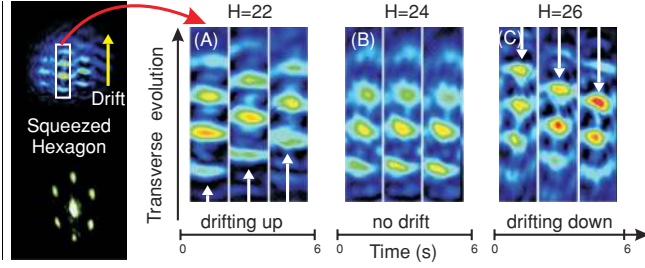 H=22
H=24
H=26
(A)
(B)
(C)
Drift
Squeezed
Hexagon
Transverse evolution
drifting up
no drift
drifting down
0
6
0
6
0
6
Time (s)